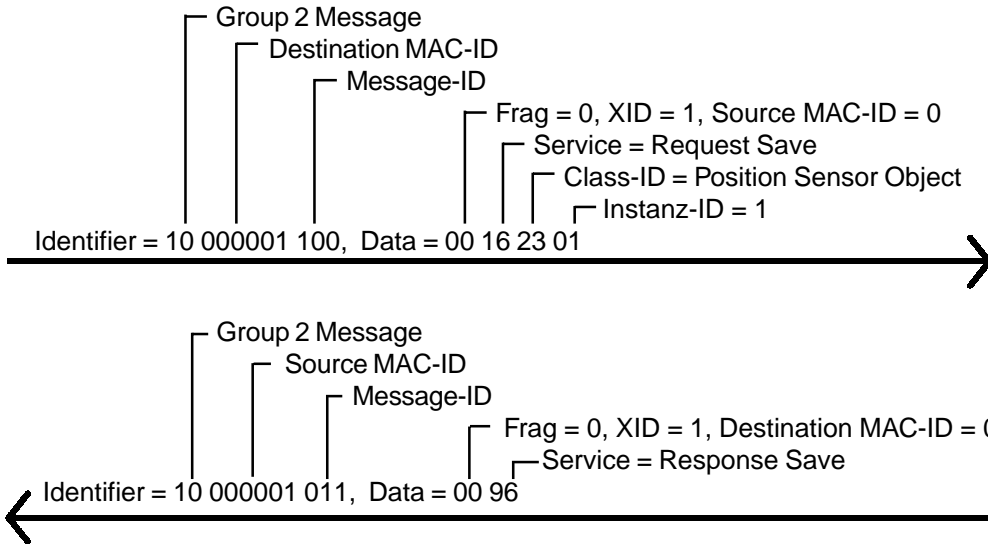 Group 2 Message
Destination MAC-ID
Message-ID
Frag = 0, XID = 1, Source MAC-ID = 0
Service = Request Save
Class-ID = Position Sensor Object
Instanz-ID = 1
Identifier = 10 000001 100, Data = 00 16 23 01
Group 2 Message
Source MAC-ID
Message-ID
Frag = 0, XID = 1, Destination MAC-ID = 0
Service = Response Save
Identifier = 10 000001 011, Data = 00 96